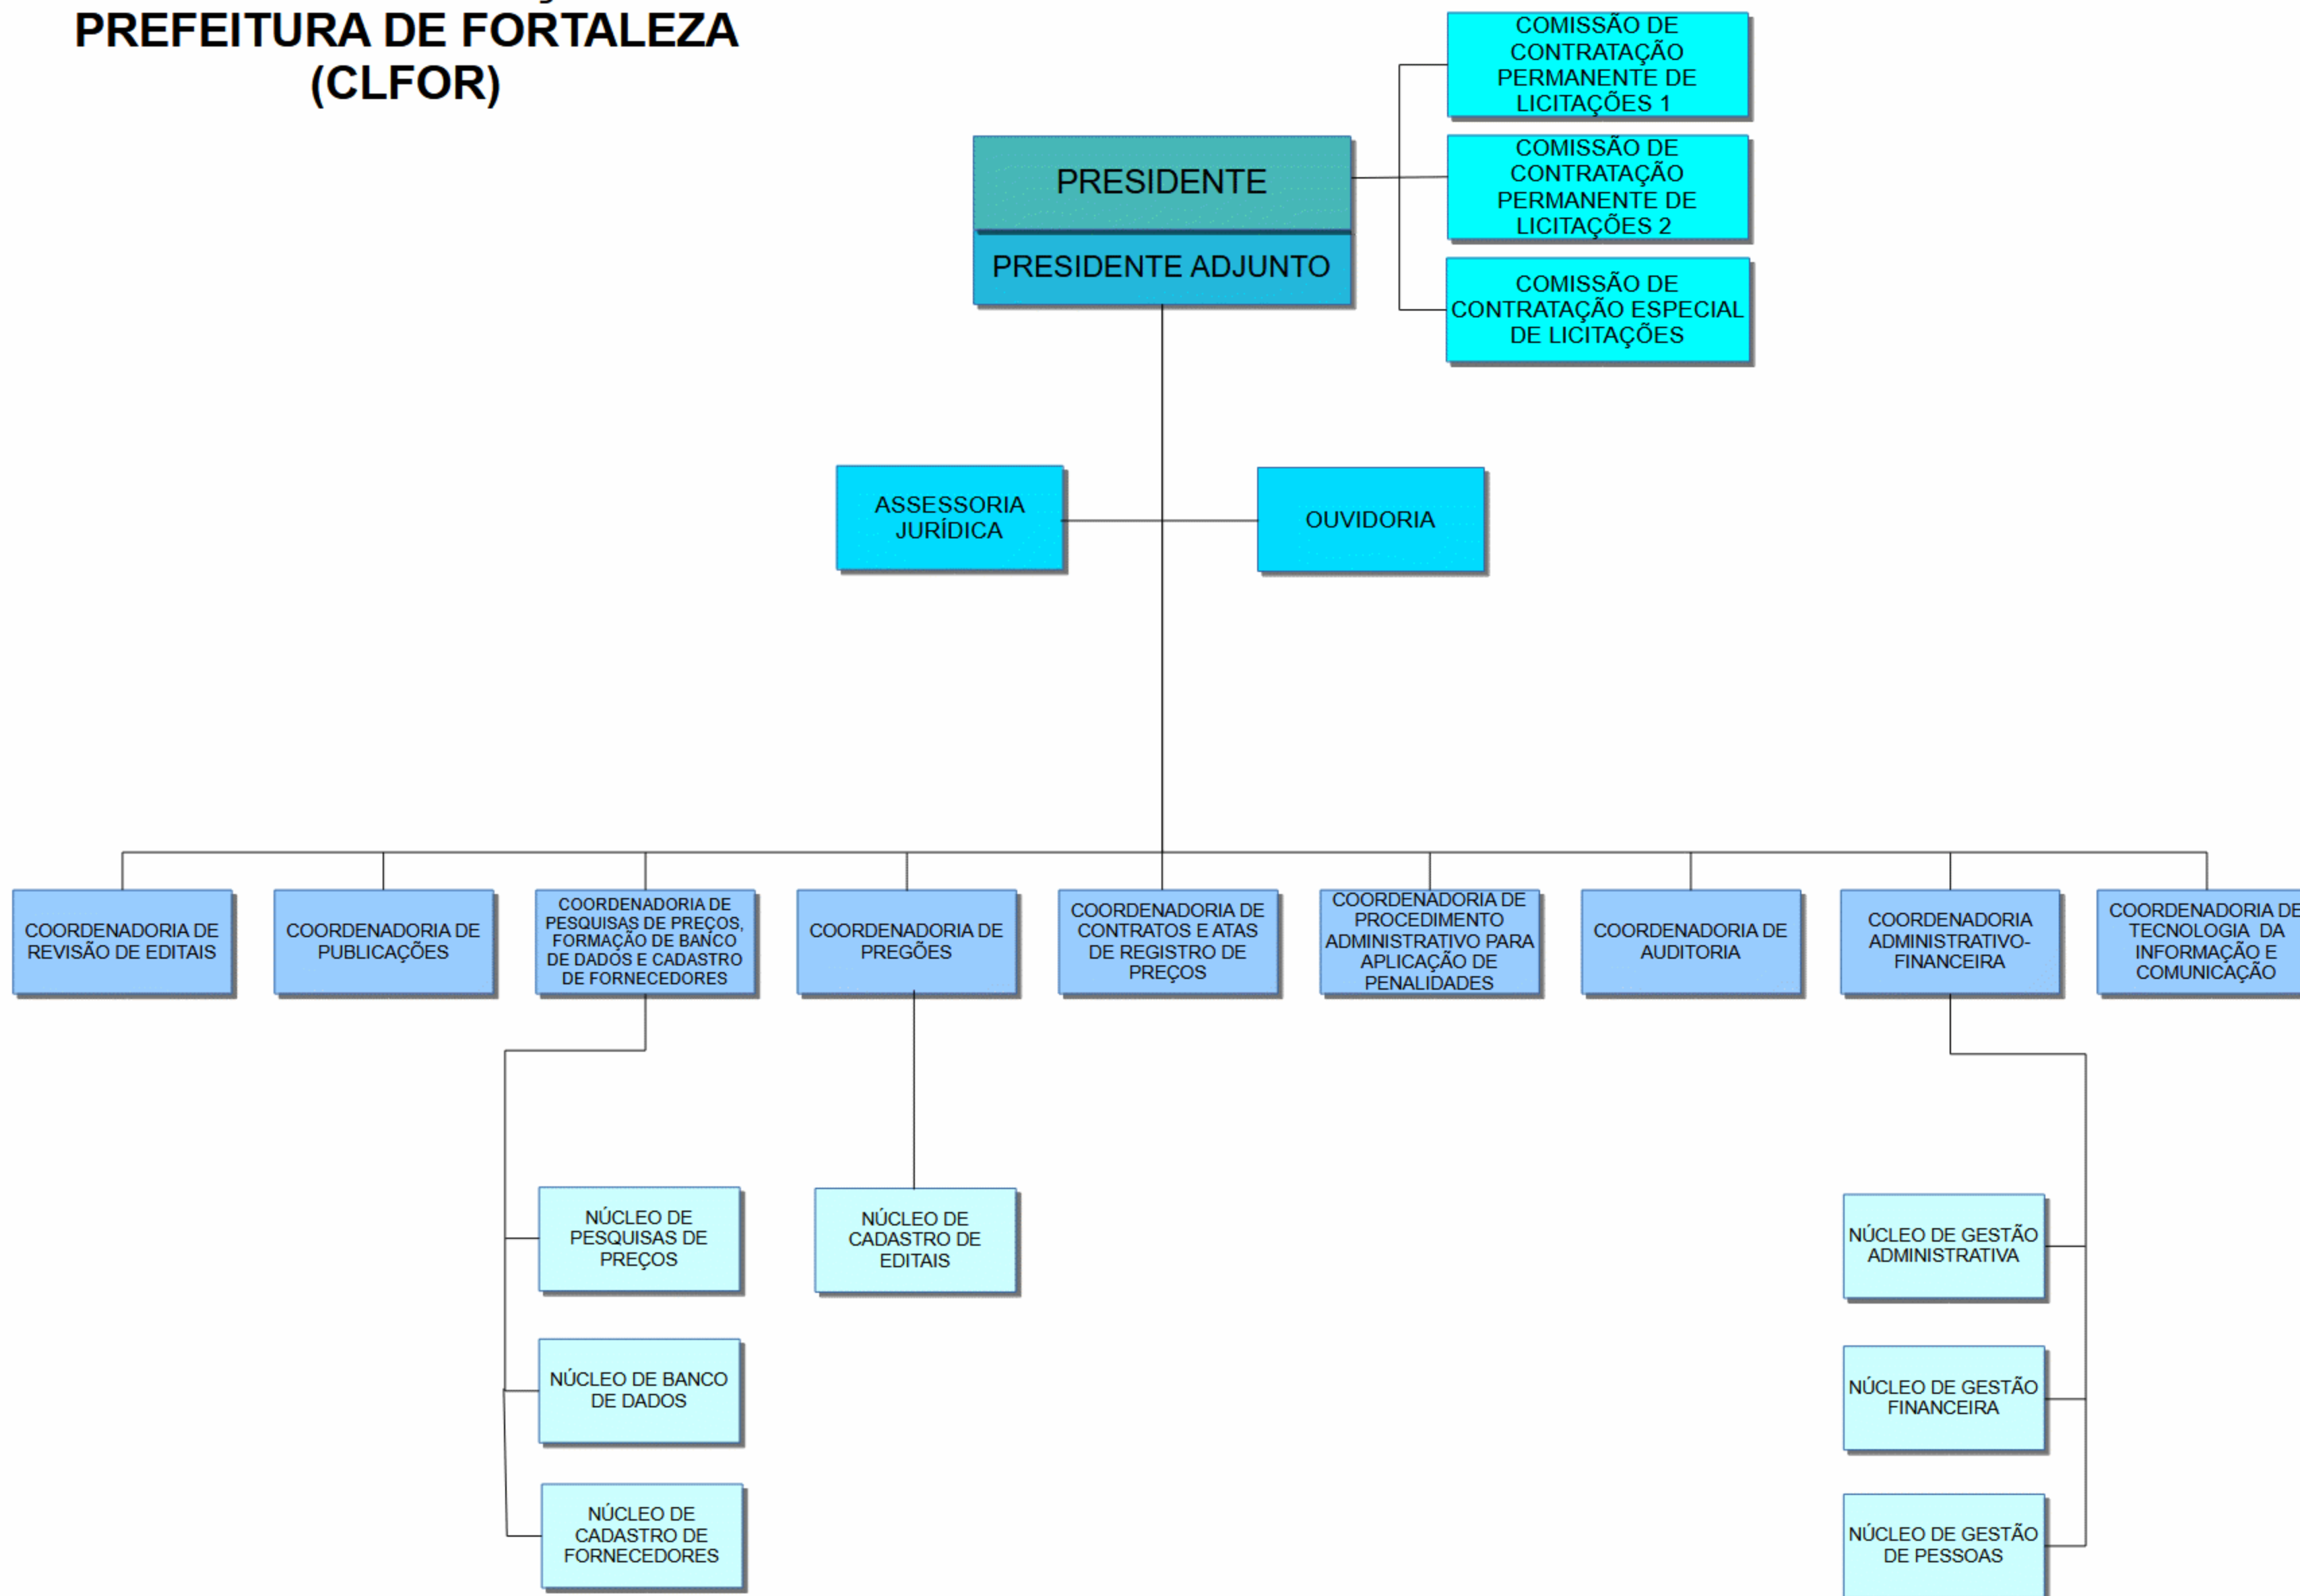 PREFEITURA DE FORTALEZA
(CLFOR)
COMISSÃO DE
CONTRATAÇÃO
PERMANENTE DE
LICITAÇÕES 1
PRESIDENTE
COMISSÃO DE
CONTRATAÇÃO
PERMANENTE DE
LICITAÇÕES 2
PRESIDENTE ADJUNTO
COMISSÃO DE
CONTRATAÇÃO ESPECIAL
DE LICITAÇÕES
ASSESSORIA
JURÍDICA
OUVIDORIA
COORDENADORIA DE
REVISÃO DE EDITAIS
COORDENADORIA DE
PUBLICAÇÕES
COORDENADORIA DE
PESQUISAS DE PREÇOS,
FORMAÇÃO DE BANCO
DE DADOS E CADASTRO
DE FORNECEDORES
COORDENADORIA DE
PREGÕES
COORDENADORIA DE
CONTRATOS E ATAS
DE REGISTRO DE
PREÇOS
COORDENADORIA DE
PROCEDIMENTO
ADMINISTRATIVO PARA
APLICAÇÃO DE
PENALIDADES
COORDENADORIA DE
AUDITORIA
COORDENADORIA
ADMINISTRATIVO-
FINANCEIRA
COORDENADORIA DE
TECNOLOGIA DA
INFORMAÇÃO E
COMUNICAÇÃO
NÚCLEO DE
PESQUISAS DE
PREÇOS
NÚCLEO DE
CADASTRO DE
EDITAIS
NÚCLEO DE GESTÃO
ADMINISTRATIVA
NÚCLEO DE BANCO
DE DADOS
NÚCLEO DE GESTÃO
FINANCEIRA
NÚCLEO DE
CADASTRO DE
FORNECEDORES
NÚCLEO DE GESTÃO
DE PESSOAS